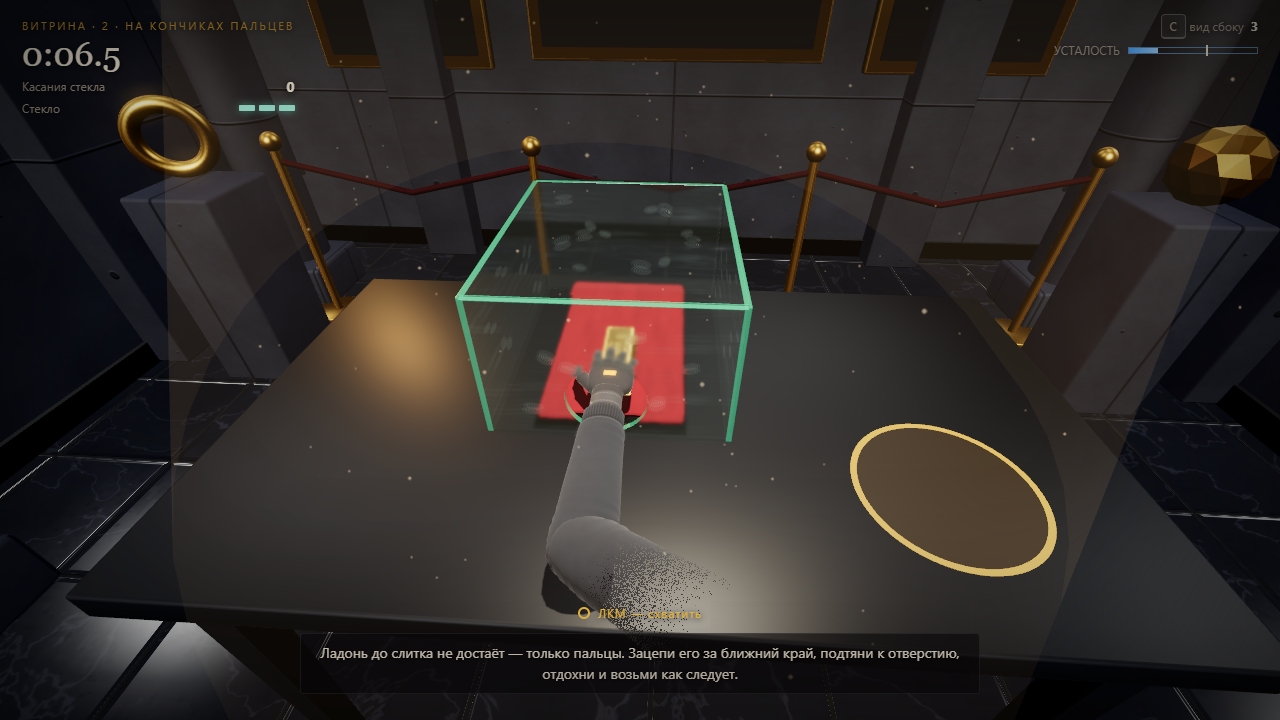 ВИТРИНА · 2 · НА КОНЧИКАХ ПАЛЬЦЕВ
0:06.5
Касания стекла 0
Стекло
C вид сбоку 3
УСТАЛОСТЬ
ЛКМ — схватить
Ладонь до слитка не достаёт — только пальцы. Зацепи его за ближний край, подтяни к отверстию,
отдохни и возьми как следует.